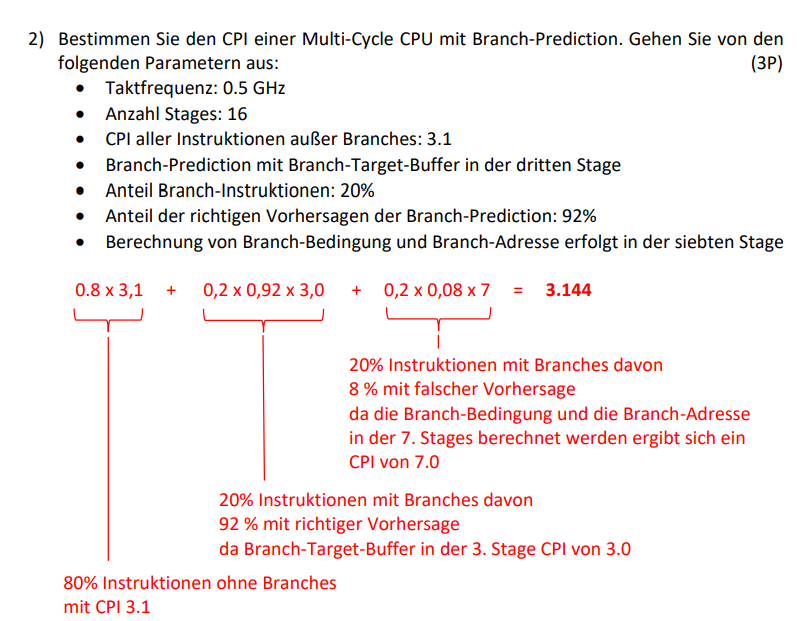 2) Bestimmen Sie den CPI einer Multi-Cycle CPU mit Branch-Prediction. Gehen Sie von den
folgenden Parametern aus: (3P)
• Taktfrequenz: 0.5 GHz
• Anzahl Stages: 16
• CPI aller Instruktionen außer Branches: 3.1
• Branch-Prediction mit Branch-Target-Buffer in der dritten Stage
• Anteil Branch-Instruktionen: 20%
• Anteil der richtigen Vorhersagen der Branch-Prediction: 92%
• Berechnung von Branch-Bedingung und Branch-Adresse erfolgt in der siebten Stage
0.8 x 3,1 + 0,2 x 0,92 x 3,0 + 0,2 x 0,08 x 7 = 3.144
20% Instruktionen mit Branches davon
8 % mit falscher Vorhersage
da die Branch-Bedingung und die Branch-Adresse
in der 7. Stages berechnet werden ergibt sich ein
CPI von 7.0
20% Instruktionen mit Branches davon
92 % mit richtiger Vorhersage
da Branch-Target-Buffer in der 3. Stage CPI von 3.0
80% Instruktionen ohne Branches
mit CPI 3.1